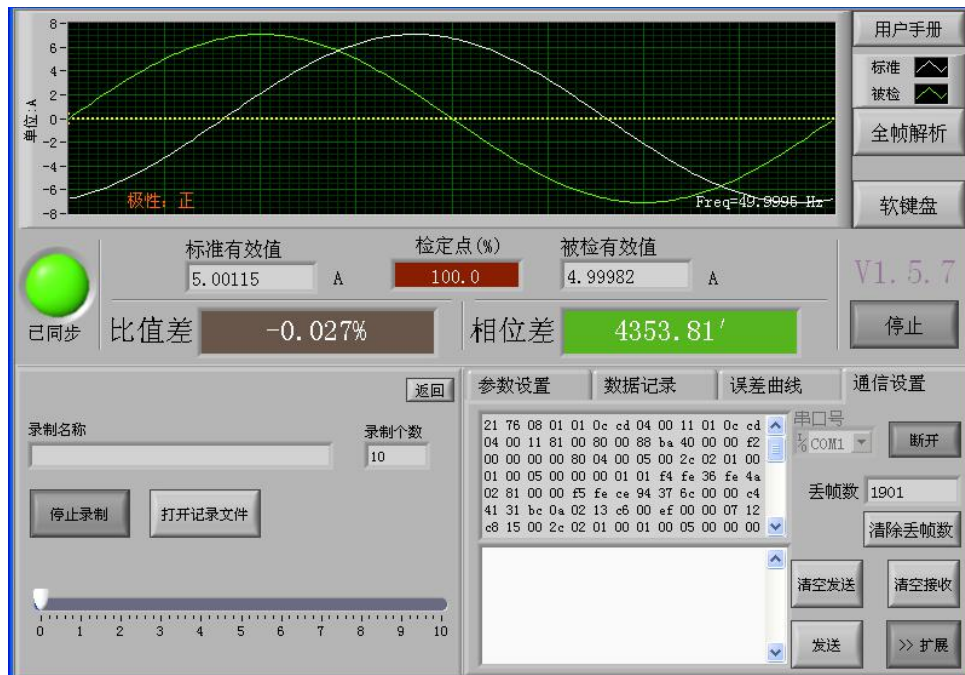 8
6
4
2
0
-2
-4
-6
-8
单位:A
极性: 正
Freq=49.9995 Hz
用户手册
标准
被检
全帧解析
软键盘
标准有效值
5.00115 A
检定点(%)
100.0
被检有效值
4.99982 A
V1.5.7
已同步
比值差 -0.027%
相位差 4353.81′
停止
返回
录制名称
录制个数
10
停止录制
打开记录文件
0 1 2 3 4 5 6 7 8 9 10
参数设置 数据记录 误差曲线 通信设置
21 76 08 01 01 0c cd 04 00 11 01 0c cd
04 00 11 81 00 80 00 88 ba 40 00 00 f2
00 00 00 00 80 04 00 05 00 2c 02 01 00
01 00 05 00 00 00 01 01 f4 fe 36 fe 4a
02 81 00 00 f5 fe ce 94 37 6c 00 00 c4
41 31 bc 0a 02 13 c6 00 ef 00 00 07 12
c8 15 00 2c 02 01 00 01 00 05 00 00 00
串口号
COM1
断开
丢帧数 1901
清除丢帧数
清空发送
清空接收
发送
>> 扩展